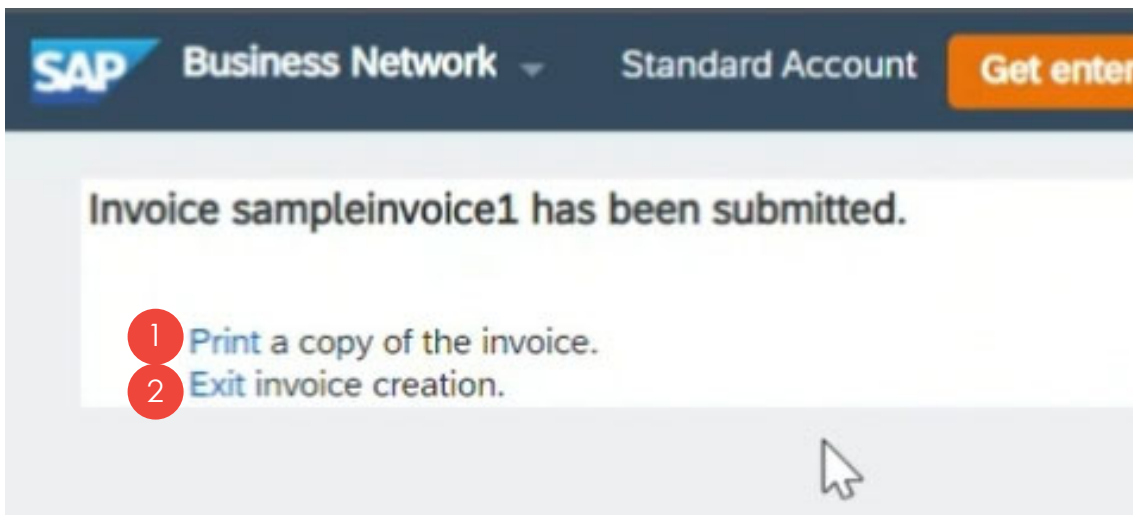 SAP Business Network Standard Account Get enter
Invoice sampleinvoice1 has been submitted.
1 Print a copy of the invoice.
2 Exit invoice creation.